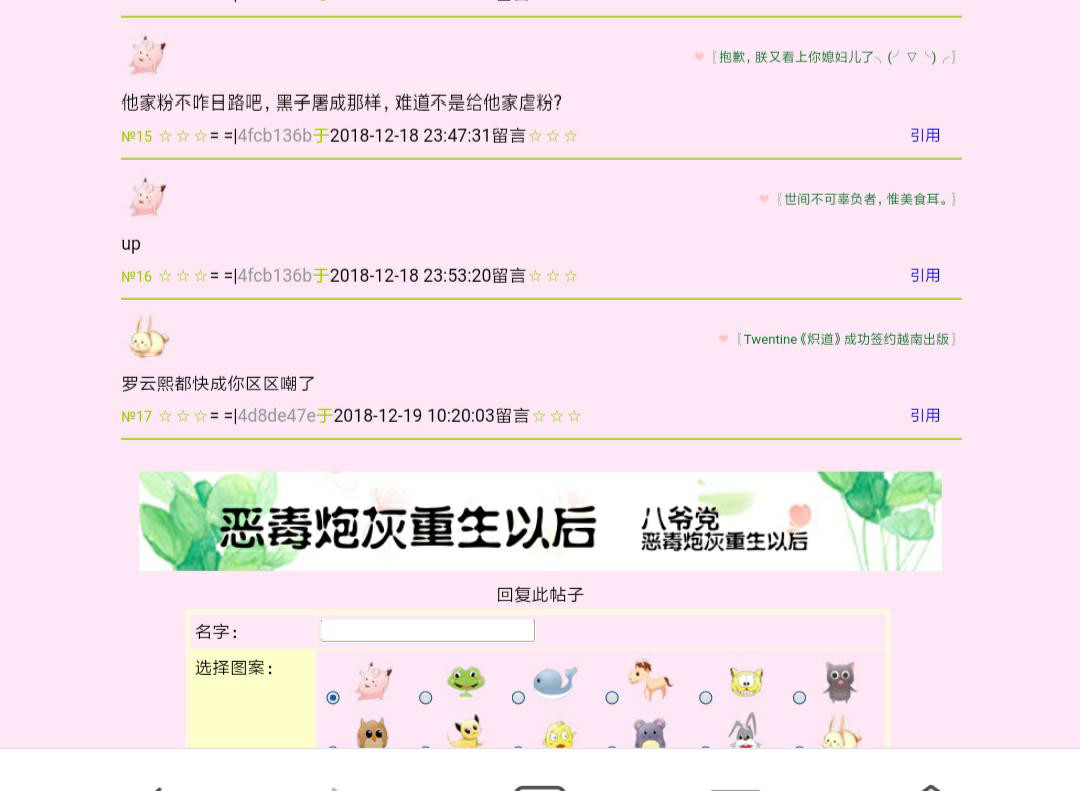 〖抱歉，朕又看上你媳妇儿了╮(╯▽╰)╭〗
他家粉不咋日路吧，黑子屠成那样，难道不是给他家虐粉？
№15 ☆☆☆= =|4fcb136b于2018-12-18 23:47:31留言☆☆☆ 引用
〖世间不可辜负者，惟美食耳。〗
up
№16 ☆☆☆= =|4fcb136b于2018-12-18 23:53:20留言☆☆☆ 引用
〖Twentine《炽道》成功签约越南出版〗
罗云熙都快成你区区嘲了
№17 ☆☆☆= =|4d8de47e于2018-12-19 10:20:03留言☆☆☆ 引用
恶毒炮灰重生以后 八爷党
恶毒炮灰重生以后
回复此帖子
名字：
选择图案：